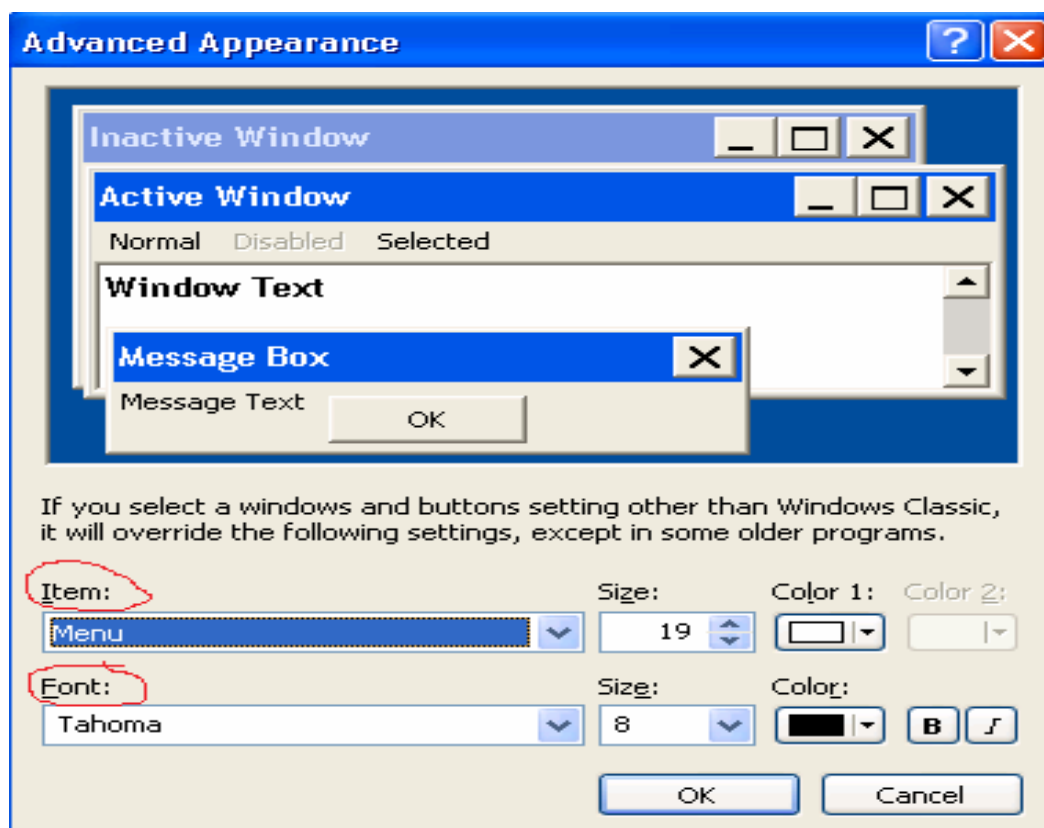 Advanced Appearance
Inactive Window
Active Window
Normal Disabled Selected
Window Text
Message Box
Message Text
OK
If you select a windows and buttons setting other than Windows Classic,
it will override the following settings, except in some older programs.
Item: Size: Color 1: Color 2:
Menu 19
Font: Size: Color:
Tahoma 8 B I
OK Cancel